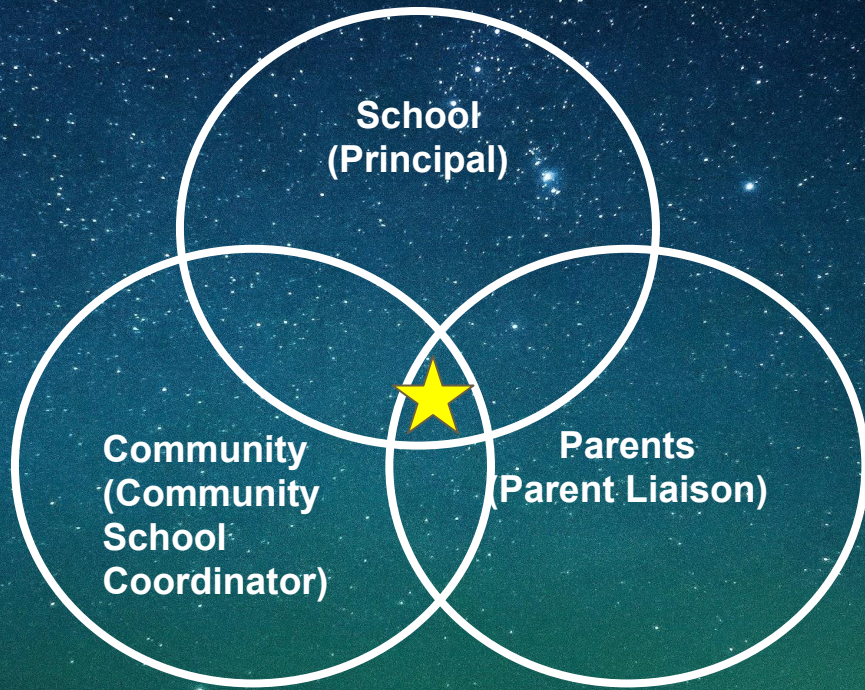 School
(Principal)
Community
(Community
School
Coordinator)
Parents
(Parent Liaison)